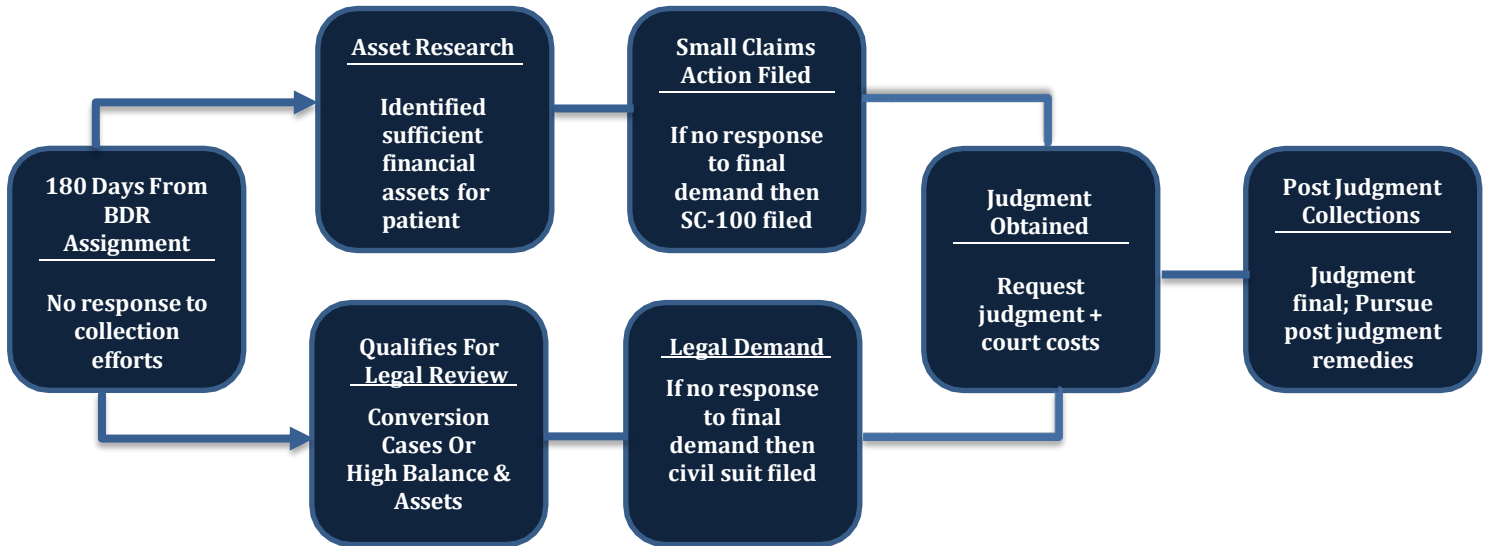 180 Days From
BDR
Assignment
No response to
collection
efforts
Asset Research
Identified
sufficient
financial
assets for
patient
Small Claims
Action Filed
If no response
to final
demand then
SC-100 filed
Qualifies For
Legal Review
Conversion
Cases Or
High Balance &
Assets
Legal Demand
If no response
to final
demand then
civil suit filed
Judgment
Obtained
Request
judgment +
court costs
Post Judgment
Collections
Judgment
final; Pursue
post judgment
remedies